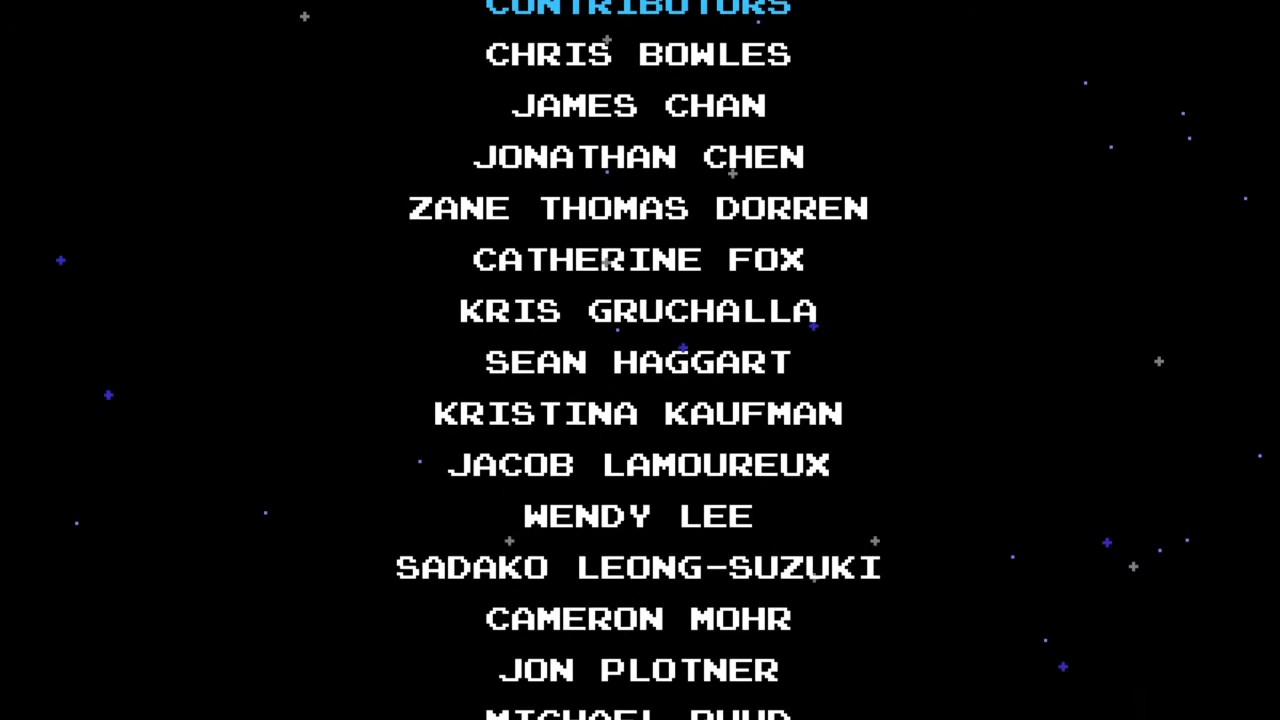 CONTRIBUTORS
CHRIS BOWLES
JAMES CHAN
JONATHAN CHEN
ZANE THOMAS DORREN
CATHERINE FOX
KRIS GRUCHALLA
SEAN HAGGART
KRISTINA KAUFMAN
JACOB LAMOUREUX
WENDY LEE
SADAKO LEONG-SUZUKI
CAMERON MOHR
JON PLOTNER
MICHAEL